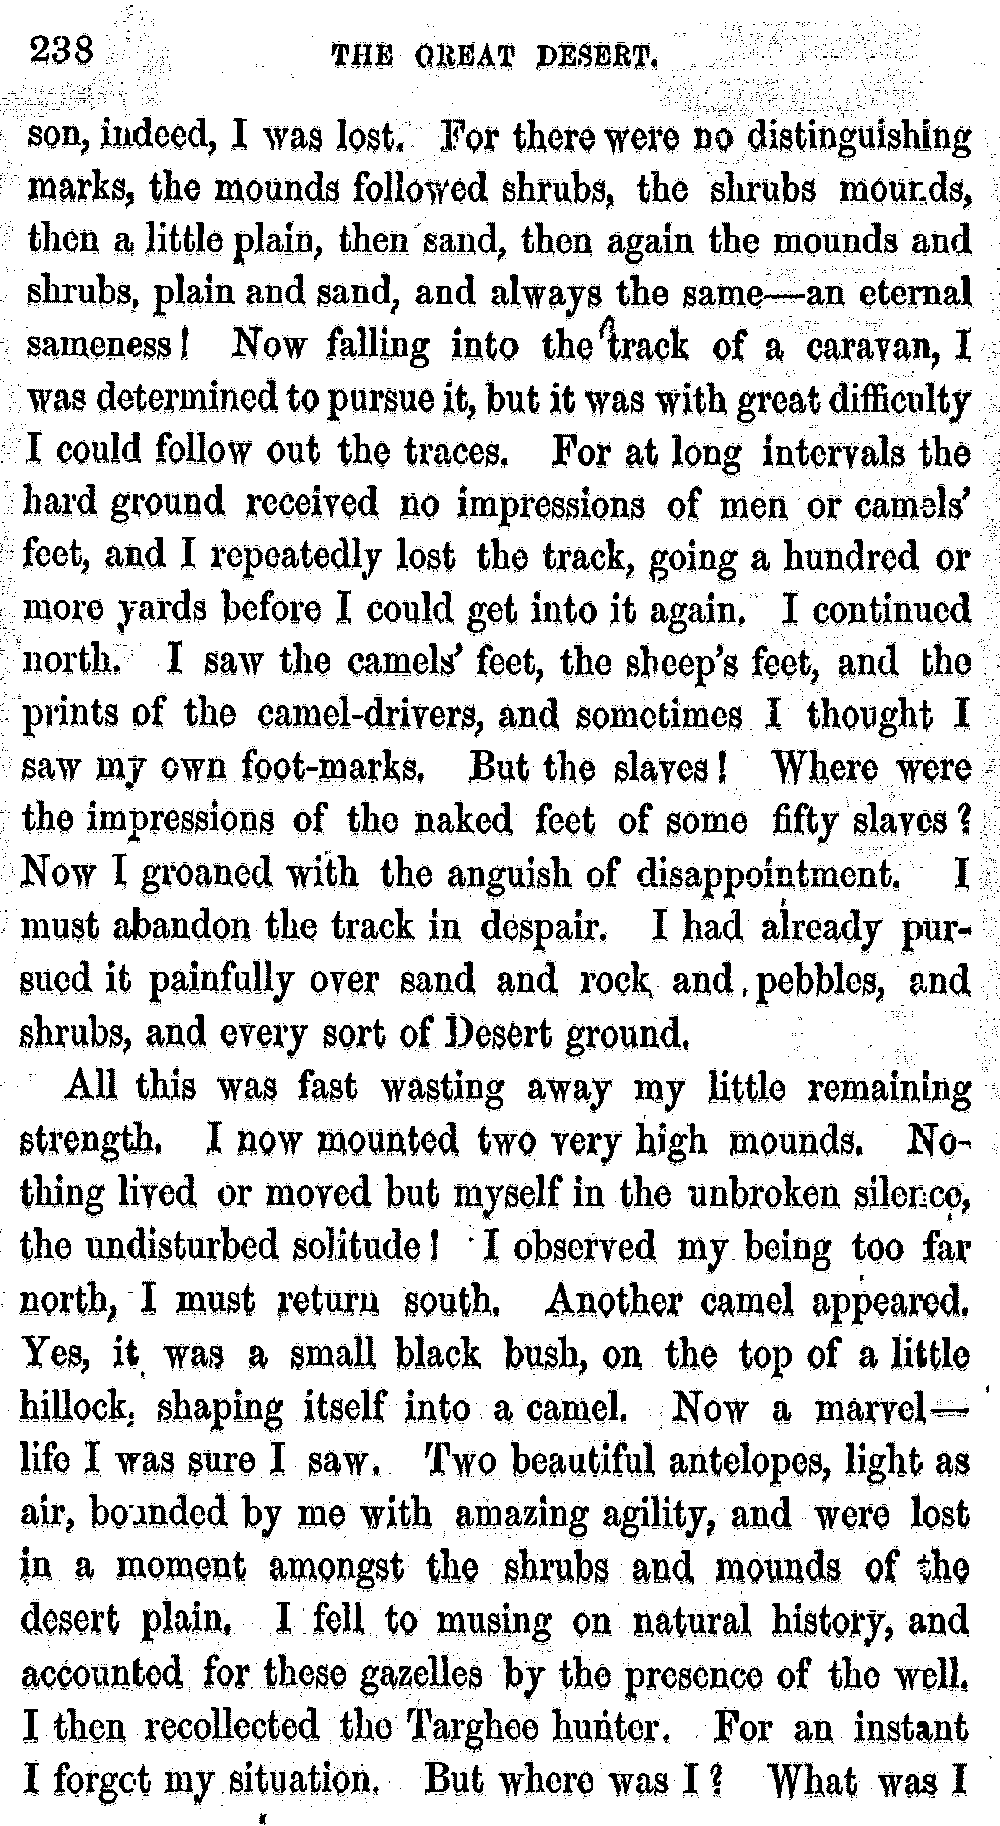 238 THE GREAT DESERT.
son, indeed, I was lost. For there were no distinguishing
marks, the mounds followed shrubs, the shrubs mounds,
then a little plain, then sand, then again the mounds and
shrubs, plain and sand, and always the same—an eternal
sameness! Now falling into the track of a caravan, I
was determined to pursue it, but it was with great difficulty
I could follow out the traces. For at long intervals the
hard ground received no impressions of men or camels'
feet, and I repeatedly lost the track, going a hundred or
more yards before I could get into it again. I continued
north. I saw the camels' feet, the sheep's feet, and the
prints of the camel-drivers, and sometimes I thought I
saw my own foot-marks. But the slaves! Where were
the impressions of the naked feet of some fifty slaves?
Now I groaned with the anguish of disappointment. I
must abandon the track in despair. I had already pur-
sued it painfully over sand and rock and pebbles, and
shrubs, and every sort of Desert ground.
All this was fast wasting away my little remaining
strength. I now mounted two very high mounds. No-
thing lived or moved but myself in the unbroken silence,
the undisturbed solitude! I observed my being too far
north, I must return south. Another camel appeared.
Yes, it was a small black bush, on the top of a little
hillock, shaping itself into a camel. Now a marvel—
life I was sure I saw. Two beautiful antelopes, light as
air, bounded by me with amazing agility, and were lost
in a moment amongst the shrubs and mounds of the
desert plain. I fell to musing on natural history, and
accounted for these gazelles by the presence of the well.
I then recollected the Targhee hunter. For an instant
I forget my situation. But where was I? What was I